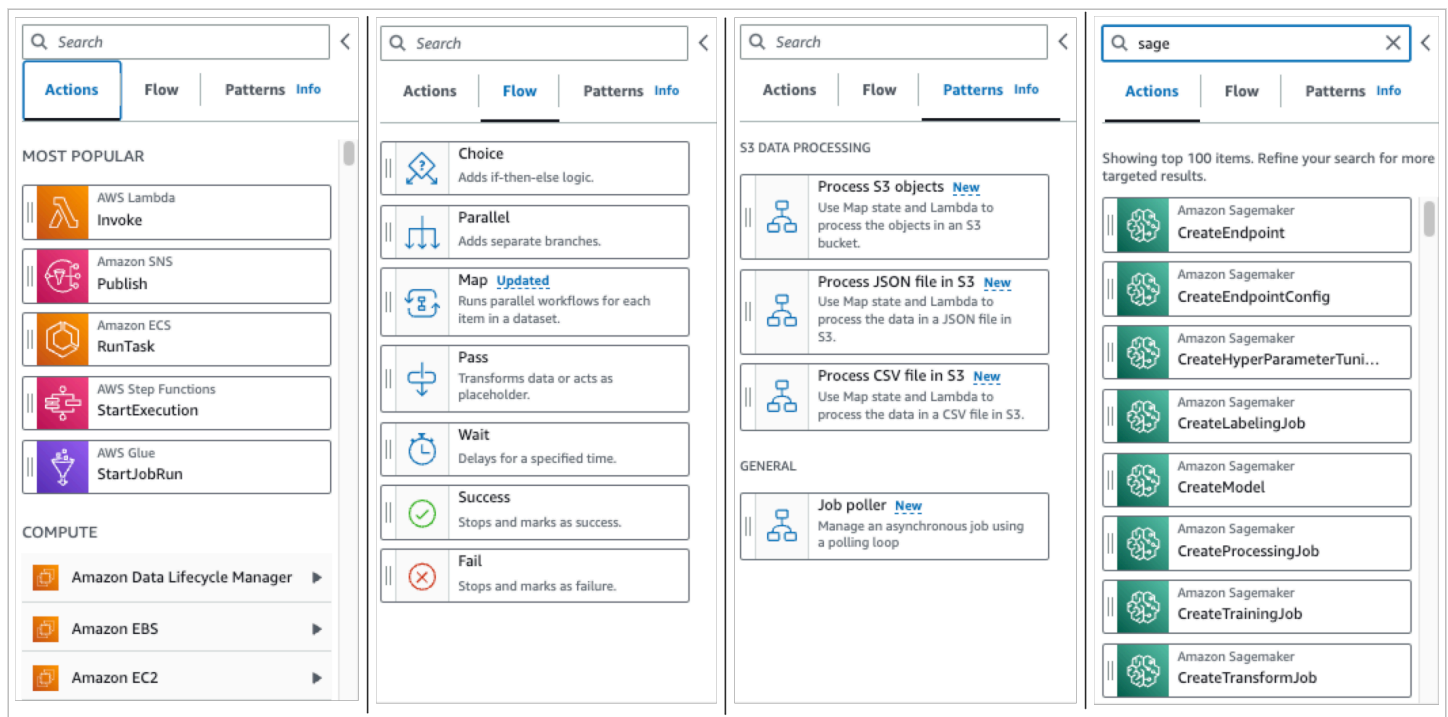 Search
Actions
Flow
Patterns Info
MOST POPULAR
AWS Lambda
Invoke
Amazon SNS
Publish
Amazon ECS
RunTask
AWS Step Functions
StartExecution
AWS Glue
StartJobRun
COMPUTE
Amazon Data Lifecycle Manager
Amazon EBS
Amazon EC2
Search
Actions
Flow
Patterns Info
Choice
Adds if-then-else logic.
Parallel
Adds separate branches.
Map Updated
Runs parallel workflows for each
item in a dataset.
Pass
Transforms data or acts as
placeholder.
Wait
Delays for a specified time.
Success
Stops and marks as success.
Fail
Stops and marks as failure.
Search
Actions
Flow
Patterns Info
S3 DATA PROCESSING
Process S3 objects New
Use Map state and Lambda to
process the objects in an S3
bucket.
Process JSON file in S3 New
Use Map state and Lambda to
process the data in a JSON file in
S3.
Process CSV file in S3 New
Use Map state and Lambda to
process the data in a CSV file in S3.
GENERAL
Job poller New
Manage an asynchronous job using
a polling loop
sage
Actions
Flow
Patterns Info
Showing top 100 items. Refine your search for more
targeted results.
Amazon Sagemaker
CreateEndpoint
Amazon Sagemaker
CreateEndpointConfig
Amazon Sagemaker
CreateHyperParameterTuni...
Amazon Sagemaker
CreateLabelingJob
Amazon Sagemaker
CreateModel
Amazon Sagemaker
CreateProcessingJob
Amazon Sagemaker
CreateTrainingJob
Amazon Sagemaker
CreateTransformJob